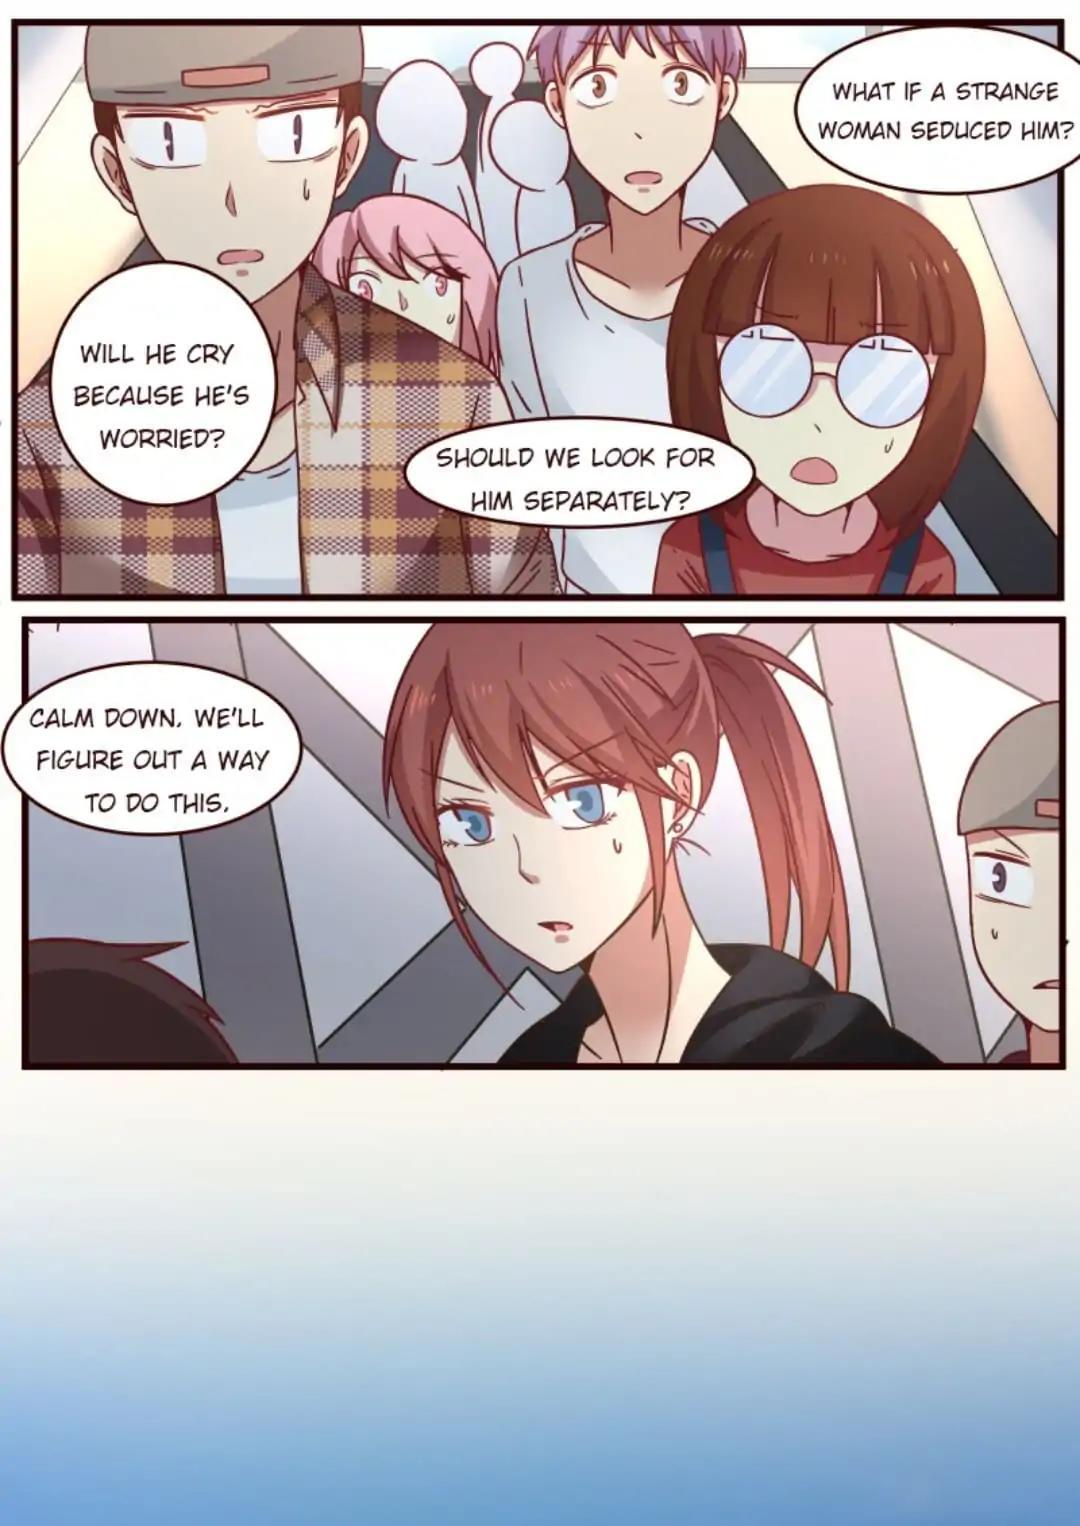 WHAT IF A STRANGE
WOMAN SEDUCED HIM?
WILL HE CRY
BECAUSE HE'S
WORRIED?
SHOULD WE LOOK FOR
HIM SEPARATELY?
CALM DOWN. WE'LL
FIGURE OUT A WAY
TO DO THIS.